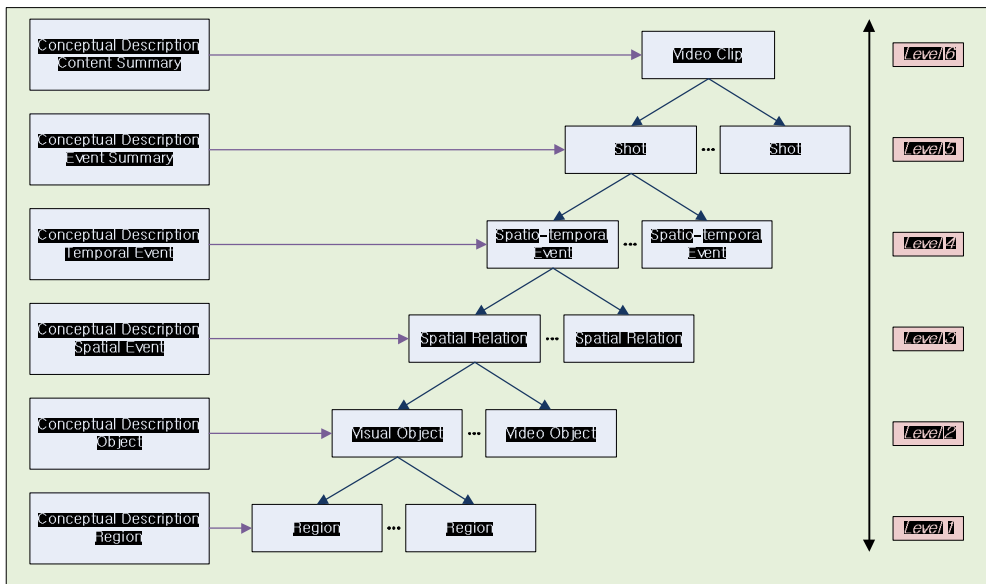 Conceptual Description
Content Summary
Video Clip
Level 6
Conceptual Description
Event Summary
Shot
...
Shot
Level 5
Conceptual Description
Temporal Event
Spatio-temporal
Event
...
Spatio-temporal
Event
Level 4
Conceptual Description
Spatial Event
Spatial Relation
...
Spatial Relation
Level 3
Conceptual Description
Object
Visual Object
...
Video Object
Level 2
Conceptual Description
Region
Region
...
Region
Level 1